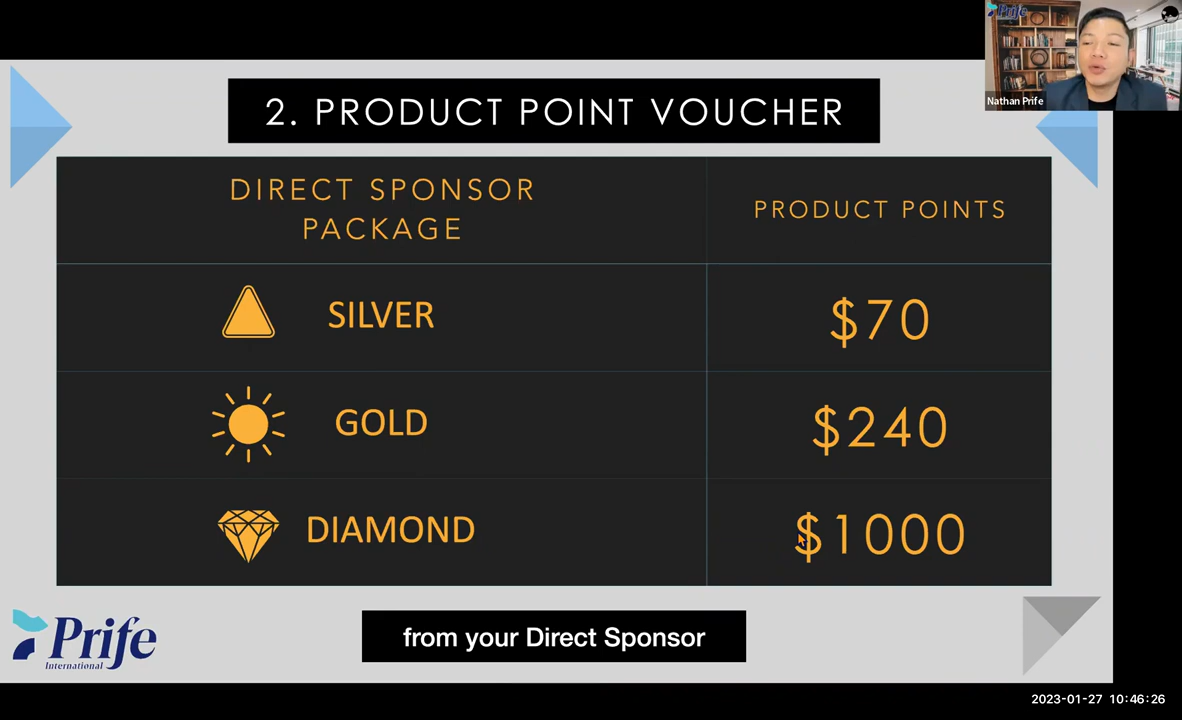 Prife
Nathan Prife
2. PRODUCT POINT VOUCHER
DIRECT SPONSOR
PACKAGE
PRODUCT POINTS
SILVER
$70
GOLD
$240
DIAMOND
$1000
Prife
International
from your Direct Sponsor
2023-01-27 10:46:26